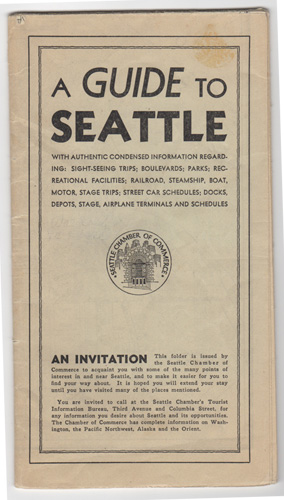 A GUIDE TO
SEATTLE
WITH AUTHENTIC CONDENSED INFORMATION REGARD-
ING: SIGHT-SEEING TRIPS; BOULEVARDS; PARKS; REC-
REATIONAL FACILITIES; RAILROAD, STEAMSHIP, BOAT,
MOTOR, STAGE TRIPS; STREET CAR SCHEDULES; DOCKS,
DEPOTS, STAGE, AIRPLANE TERMINALS AND SCHEDULES
SEATTLE CHAMBER OF COMMERCE
AN INVITATION This folder is issued by
the Seattle Chamber of
Commerce to acquaint you with some of the many points of
interest in and near Seattle, and to make it easier for you to
find your way about. It is hoped you will extend your stay
until you have visited many of the places mentioned.
You are invited to call at the Seattle Chamber's Tourist
Information Bureau, Third Avenue and Columbia Street, for
any information you desire about Seattle and its opportunities.
The Chamber of Commerce has complete information on Wash-
ington, the Pacific Northwest, Alaska and the Orient.